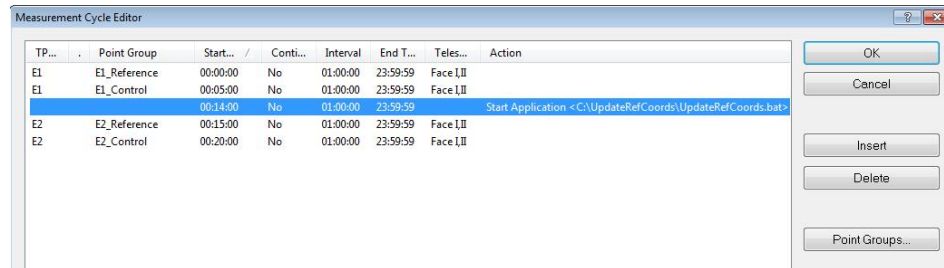 Measurement Cycle Editor
TP... . Point Group Start... / Conti... Interval End T... Teles... Action
E1 E1_Reference 00:00:00 No 01:00:00 23:59:59 Face I,II
E1 E1_Control 00:05:00 No 01:00:00 23:59:59 Face I,II
00:14:00 No 01:00:00 23:59:59 Start Application <C:\UpdateRefCoords\UpdateRefCoords.bat>
E2 E2_Reference 00:15:00 No 01:00:00 23:59:59 Face I,II
E2 E2_Control 00:20:00 No 01:00:00 23:59:59 Face I,II
OK
Cancel
Insert
Delete
Point Groups...